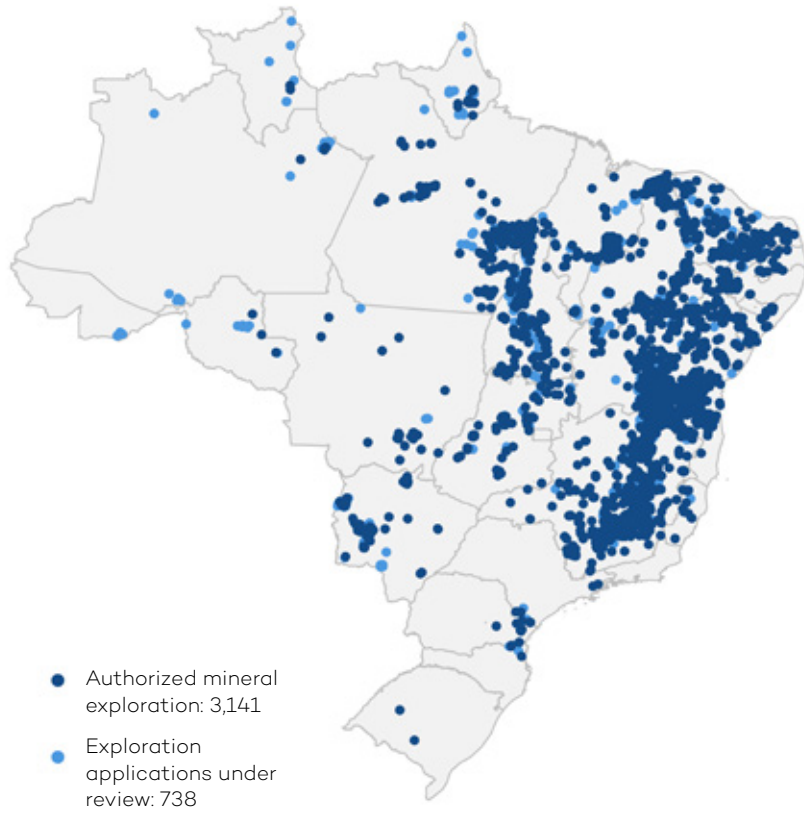 Authorized mineral
exploration: 3,141
Exploration
applications under
review: 738